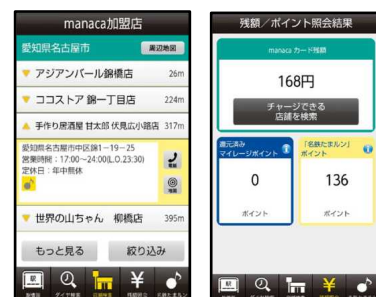 manaca加盟店
愛知県名古屋市
周辺地図
アジアンバール錦橋店 26m
ココストア 錦一丁目店 224m
手作り居酒屋 甘太郎 伏見広小路店 317m
愛知県名古屋市中区錦1-19-25
営業時間:17:00~24:00(L.O.23:30)
定休日:年中無休
世界の山ちゃん 柳橋店 395m
もっと見る
絞り込み
駅
残額/ポイント照会結果
manaca カード残額
168円
チャージできる
店舗を検索
還元済み
マイレージポイント
0
ポイント
「名鉄たまルン」
ポイント
136
ポイント
駅